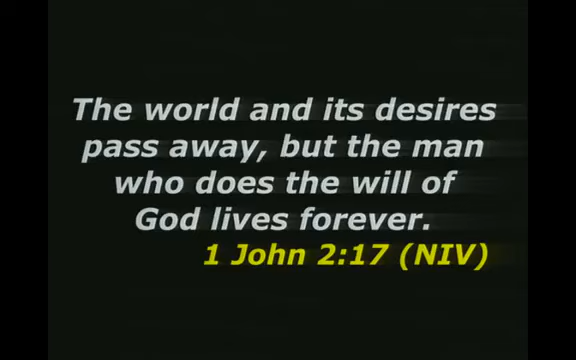 The world and its desires
pass away, but the man
who does the will of
God lives forever.
1 John 2:17 (NIV)